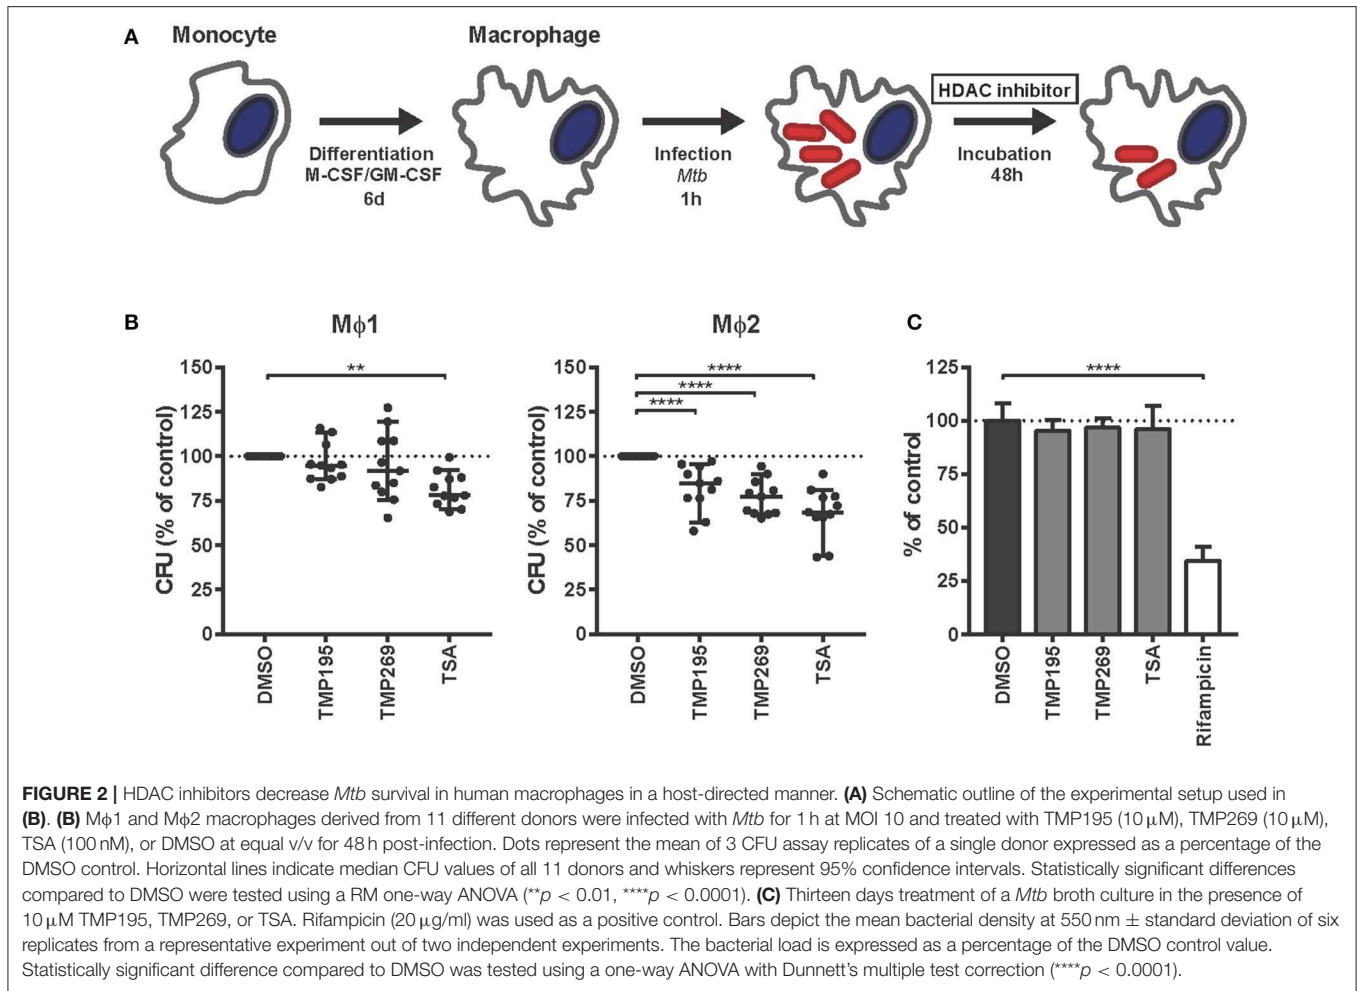 A
Monocyte
Macrophage
HDAC inhibitor
Differentiation
M-CSF/GM-CSF
6d
Infection
Mtb
1h
Incubation
48h
B
Mϕ1
CFU (% of control)
150
125
100
75
50
25
0
**
DMSO
TMP195
TMP269
TSA
Mϕ2
CFU (% of control)
150
125
100
75
50
25
0
****
****
****
DMSO
TMP195
TMP269
TSA
C
% of control
125
100
75
50
25
0
****
DMSO
TMP195
TMP269
TSA
Rifampicin
FIGURE 2 | HDAC inhibitors decrease Mtb survival in human macrophages in a host-directed manner. (A) Schematic outline of the experimental setup used in
(B). (B) Mϕ1 and Mϕ2 macrophages derived from 11 different donors were infected with Mtb for 1 h at MOI 10 and treated with TMP195 (10 μM), TMP269 (10 μM),
TSA (100 nM), or DMSO at equal v/v for 48 h post-infection. Dots represent the mean of 3 CFU assay replicates of a single donor expressed as a percentage of the
DMSO control. Horizontal lines indicate median CFU values of all 11 donors and whiskers represent 95% confidence intervals. Statistically significant differences
compared to DMSO were tested using a RM one-way ANOVA (**p < 0.01, ****p < 0.0001). (C) Thirteen days treatment of a Mtb broth culture in the presence of
10 μM TMP195, TMP269, or TSA. Rifampicin (20 μg/ml) was used as a positive control. Bars depict the mean bacterial density at 550 nm ± standard deviation of six
replicates from a representative experiment out of two independent experiments. The bacterial load is expressed as a percentage of the DMSO control value.
Statistically significant difference compared to DMSO was tested using a one-way ANOVA with Dunnett's multiple test correction (****p < 0.0001).